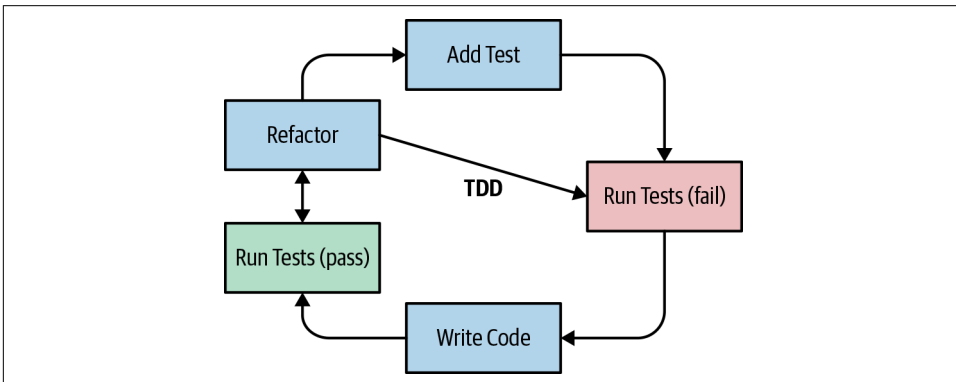 Add Test
Refactor
TDD
Run Tests (fail)
Run Tests (pass)
Write Code